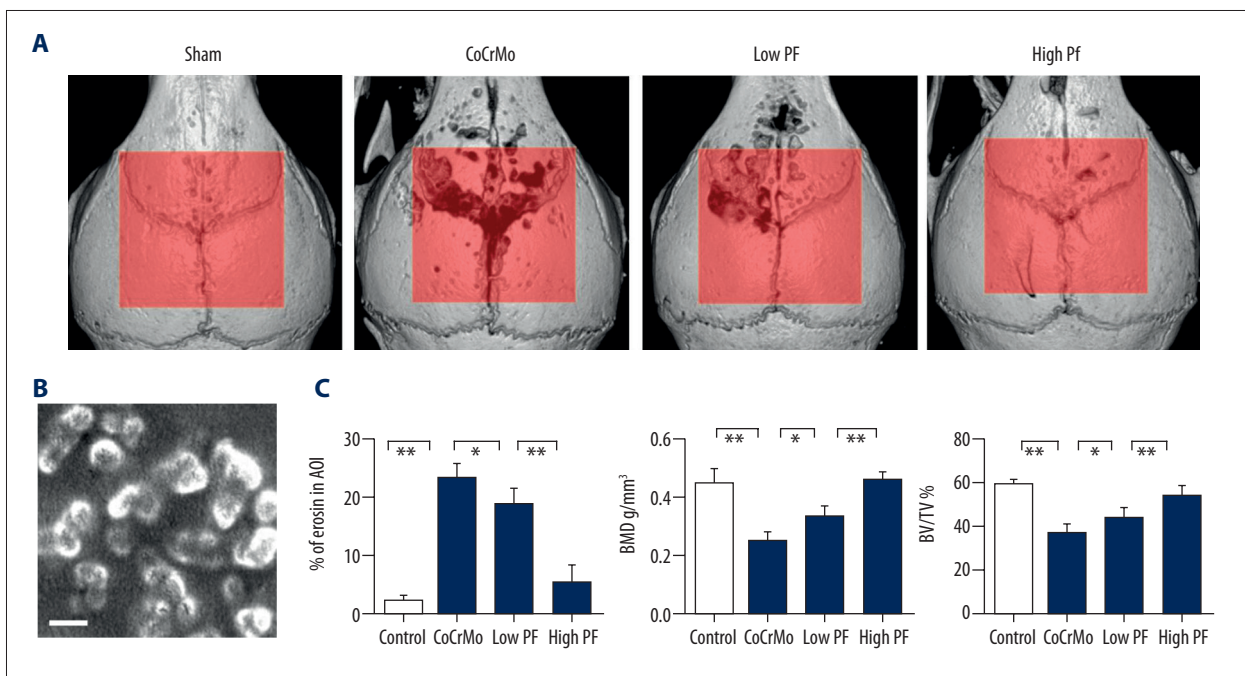 A
Sham
CoCrMo
Low PF
High Pf
B
C
% of erosin in AOI
30
20
10
0
**
*
**
Control
CoCrMo
Low PF
High PF
BMD g/mm³
0.6
0.4
0.2
0.0
**
*
**
Control
CoCrMo
Low PF
High PF
BV/TV %
80
60
40
20
0
**
*
**
Control
CoCrMo
Low PF
High PF